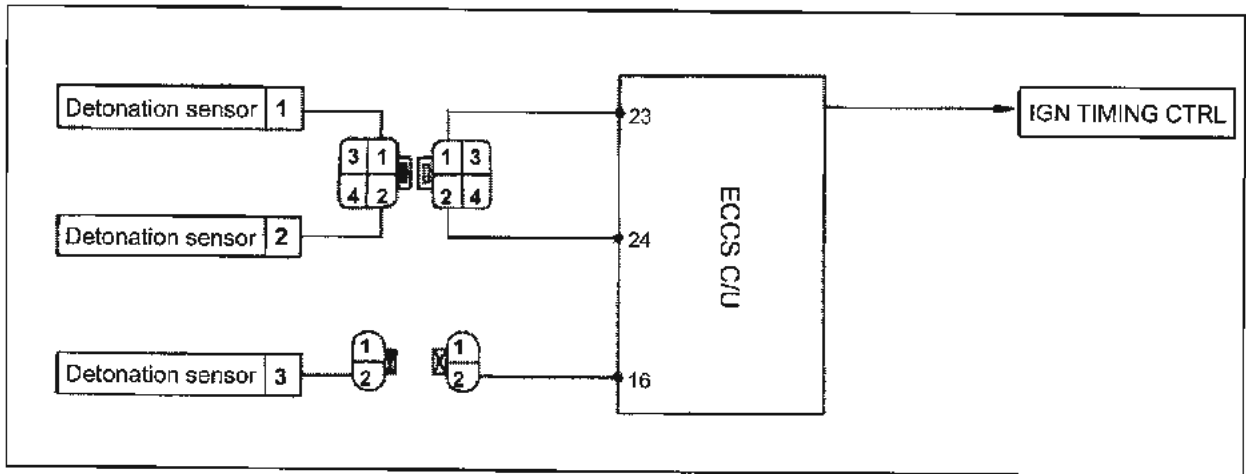 Detonation sensor 1
3 1
4 2
1 3
2 4
23
IGN TIMING CTRL
Detonation sensor 2
24
ECCS C/U
Detonation sensor 3
1
2
1
2
16